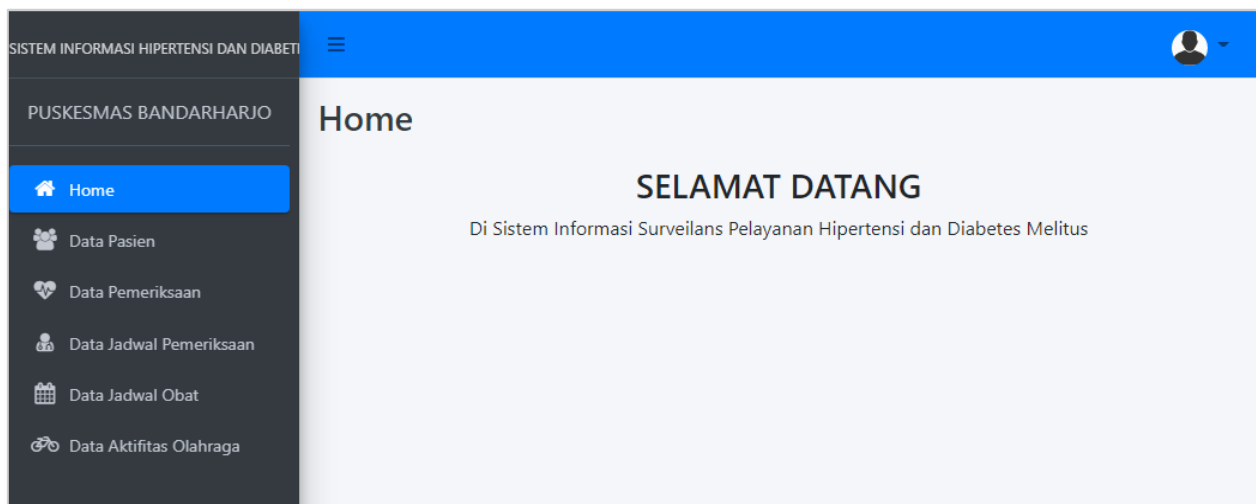 SISTEM INFORMASI HIPERTENSI DAN DIABETI
PUSKESMAS BANDARHARJO
Home
Data Pasien
Data Pemeriksaan
Data Jadwal Pemeriksaan
Data Jadwal Obat
Data Aktifitas Olahraga
Home
SELAMAT DATANG
Di Sistem Informasi Surveilans Pelayanan Hipertensi dan Diabetes Melitus